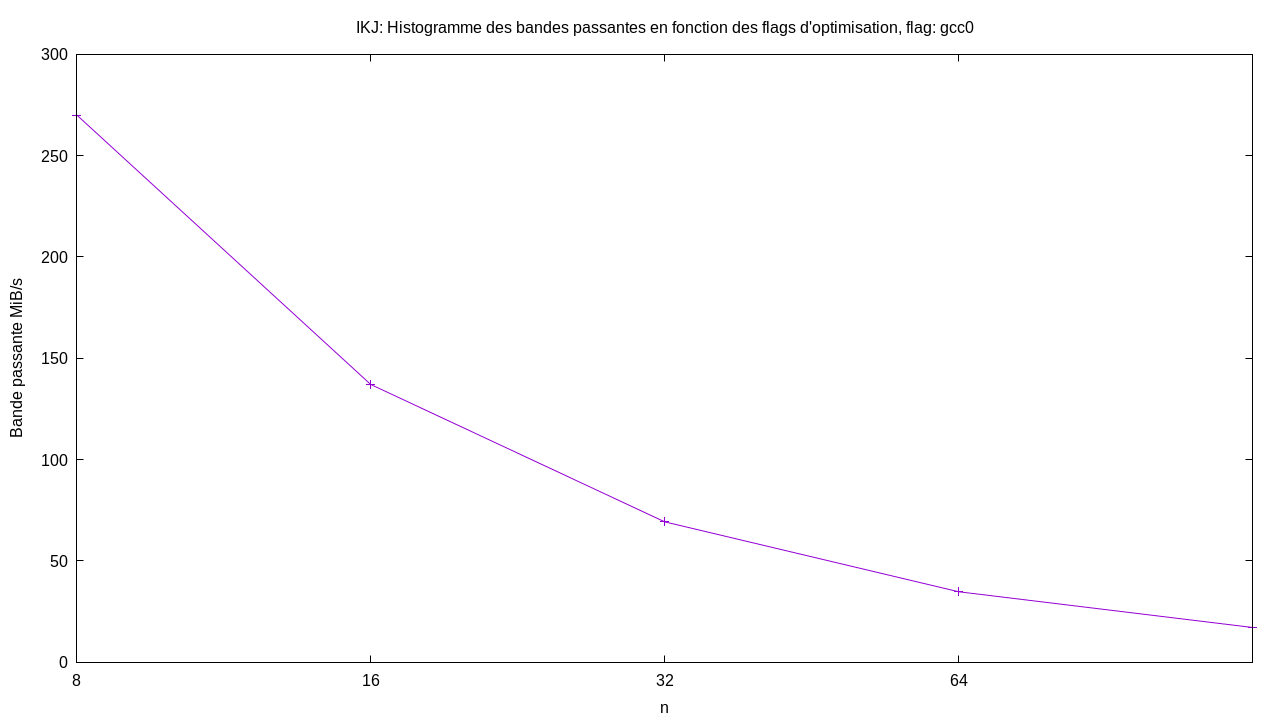 IKJ: Histogramme des bandes passantes en fonction des flags d'optimisation, flag: gcc0
300
250
200
150
100
50
0
Bande passante MiB/s
8 16 32 64
n